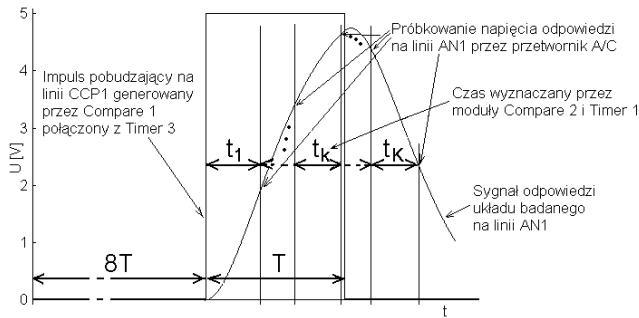 5
4
3
2
1
0
U [V]
Impuls pobudzający na
linii CCP1 generowany
przez Compare 1
połączony z Timer 3
Próbkowanie napięcia odpowiedzi
na linii AN1 przez przetwornik A/C
Czas wyznaczany przez
moduły Compare 2 i Timer 1
t1
tk
tK
Sygnał odpowiedzi
układu badanego
na linii AN1
8T
T
t